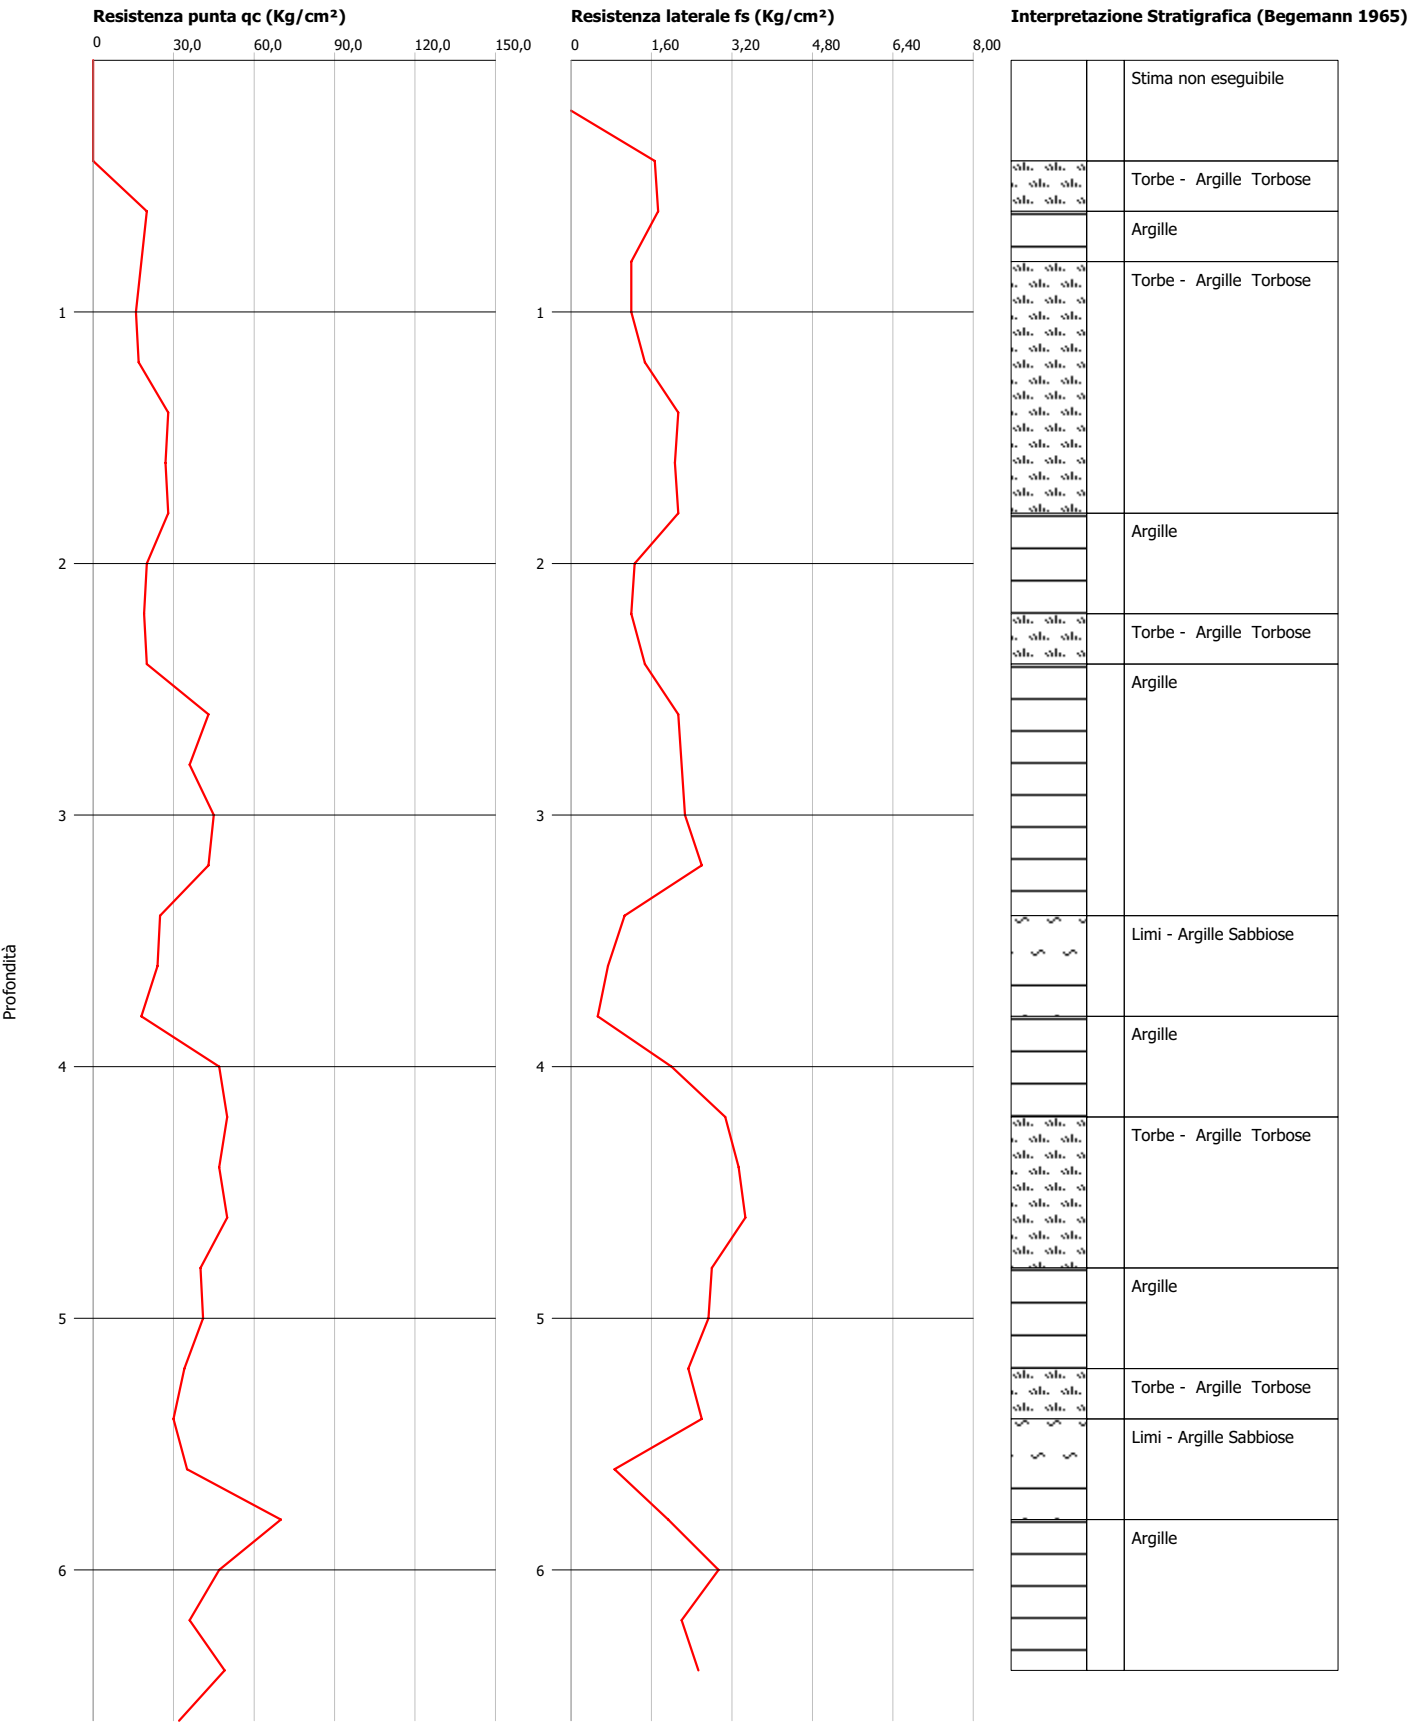 Resistenza punta qc (Kg/cm²)
0 30,0 60,0 90,0 120,0 150,0
1
2
3
4
5
6
Profondità
Resistenza laterale fs (Kg/cm²)
0 1,60 3,20 4,80 6,40 8,00
1
2
3
4
5
6
Interpretazione Stratigrafica (Begemann 1965)
Stima non eseguibile
Torbe - Argille Torbose
Argille
Torbe - Argille Torbose
Argille
Torbe - Argille Torbose
Argille
Limi - Argille Sabbiose
Argille
Torbe - Argille Torbose
Argille
Torbe - Argille Torbose
Limi - Argille Sabbiose
Argille